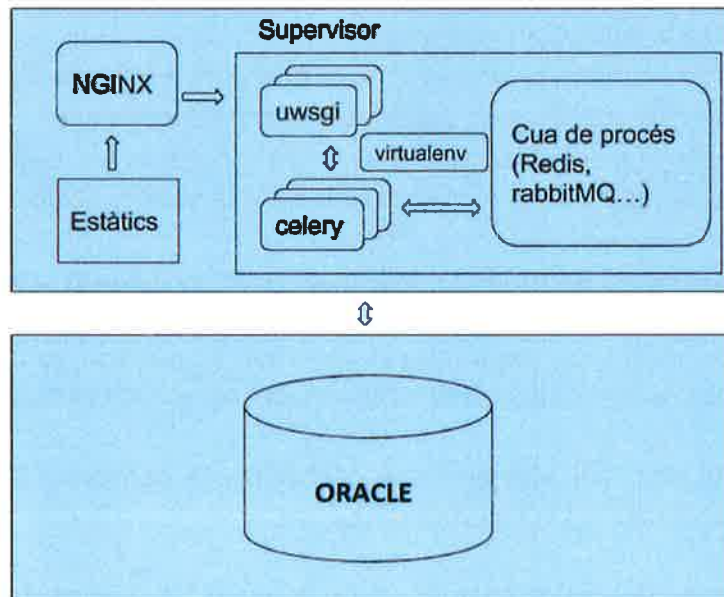 Supervisor
NGINX
uwsgi
virtualenv
Cua de procés
(Redis,
rabbitMQ...)
Estàtics
celery
ORACLE